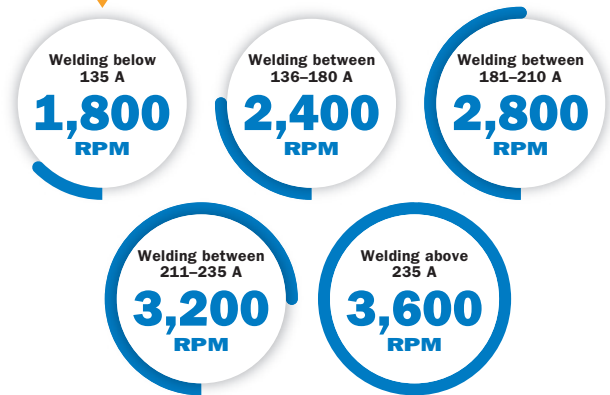 Welding below
135 A
1,800
RPM
Welding between
136–180 A
2,400
RPM
Welding between
181–210 A
2,800
RPM
Welding between
211–235 A
3,200
RPM
Welding above
235 A
3,600
RPM